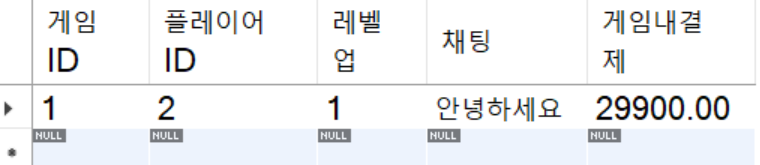 게임 ID 플레이어 ID 레벨업 채팅 게임내결제
1 2 1 안녕하세요 29900.00
NULL NULL NULL NULL NULL